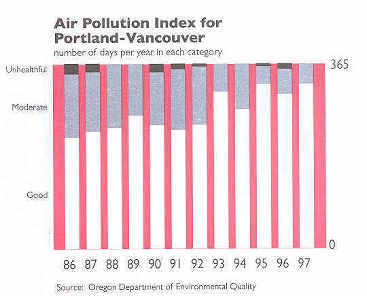 Air Pollution Index for
Portland-Vancouver
number of days per year in each category
Unhealthful
365
Moderate
Good
0
86 87 88 89 90 91 92 93 94 95 96 97
Source: Oregon Department of Environmental Quality